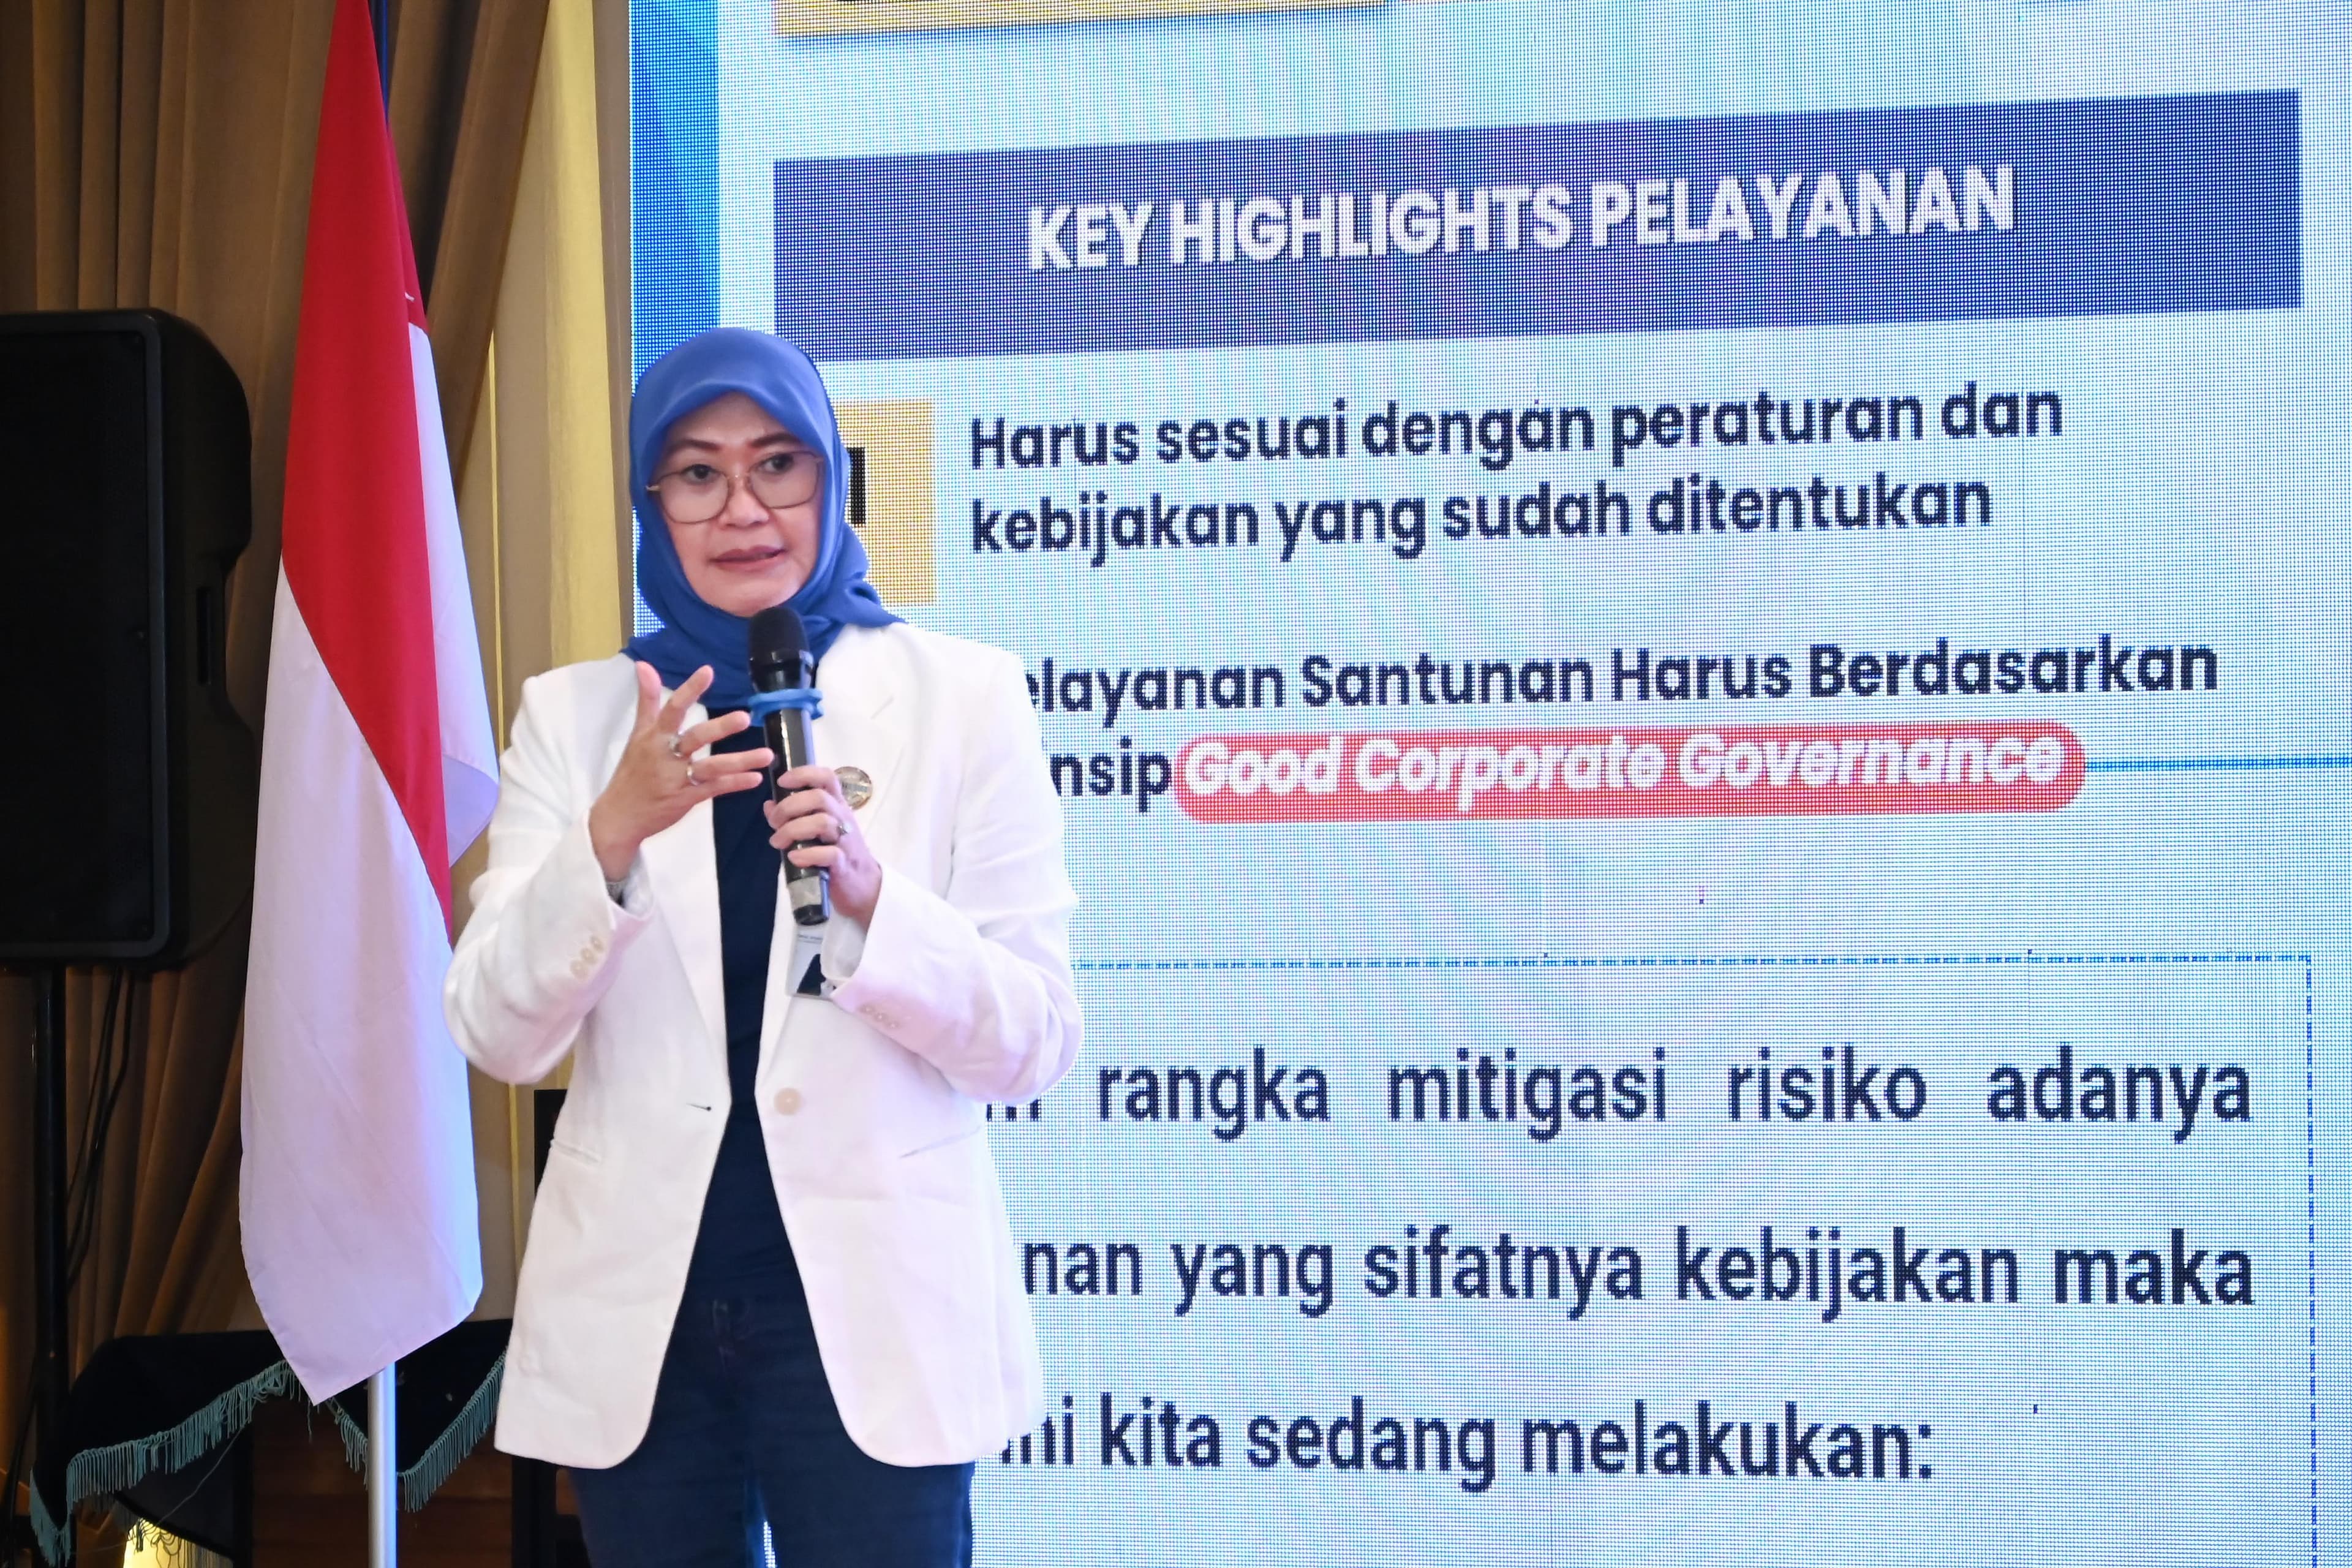 KEY HIGHLIGHTS PELAYANAN
Harus sesuai dengan peraturan dan
kebijakan yang sudah ditentukan
elayanan Santunan Harus Berdasarkan
nsip Good Corporate Governance
rangka mitigasi risiko adanya
nan yang sifatnya kebijakan maka
ni kita sedang melakukan: